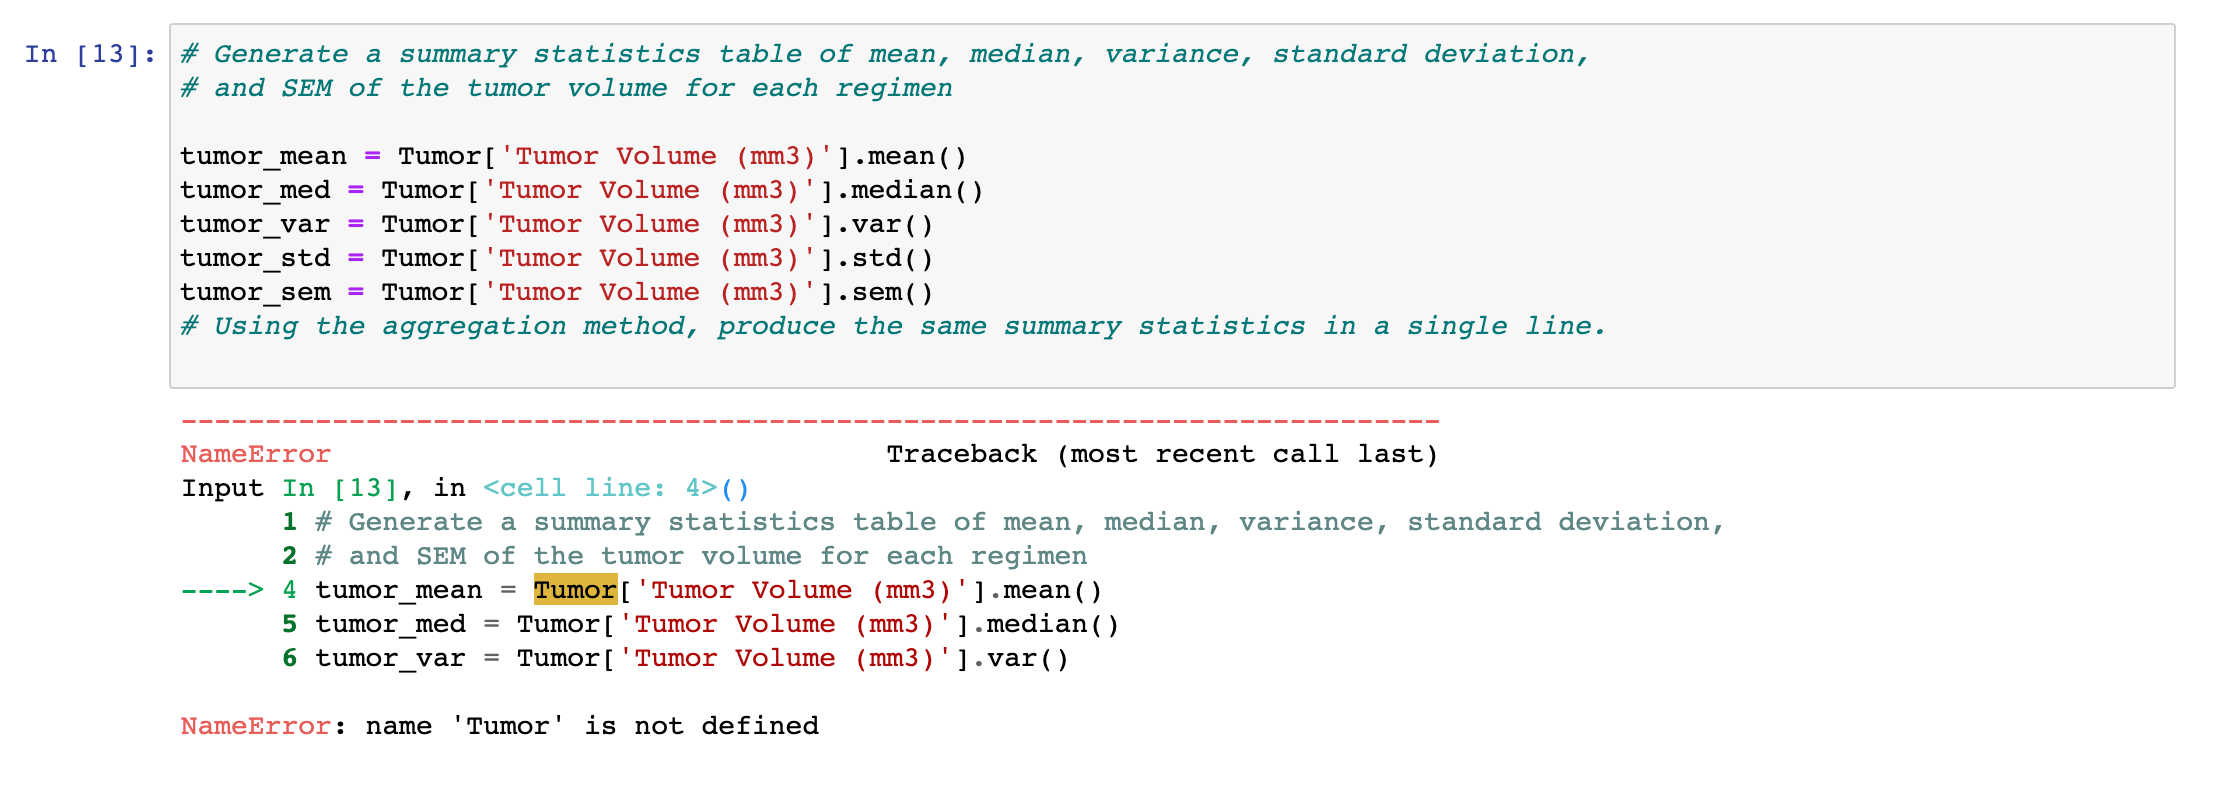 In [13]: # Generate a summary statistics table of mean, median, variance, standard deviation,
# and SEM of the tumor volume for each regimen
tumor_mean = Tumor['Tumor Volume (mm3)'].mean()
tumor_med = Tumor['Tumor Volume (mm3)'].median()
tumor_var = Tumor['Tumor Volume (mm3)'].var()
tumor_std = Tumor['Tumor Volume (mm3)'].std()
tumor_sem = Tumor['Tumor Volume (mm3)'].sem()
# Using the aggregation method, produce the same summary statistics in a single line.
---------------------------------------------------------------------------
NameError                                 Traceback (most recent call last)
Input In [13], in <cell line: 4>()
      1 # Generate a summary statistics table of mean, median, variance, standard deviation,
      2 # and SEM of the tumor volume for each regimen
----> 4 tumor_mean = Tumor['Tumor Volume (mm3)'].mean()
      5 tumor_med = Tumor['Tumor Volume (mm3)'].median()
      6 tumor_var = Tumor['Tumor Volume (mm3)'].var()
NameError: name 'Tumor' is not defined